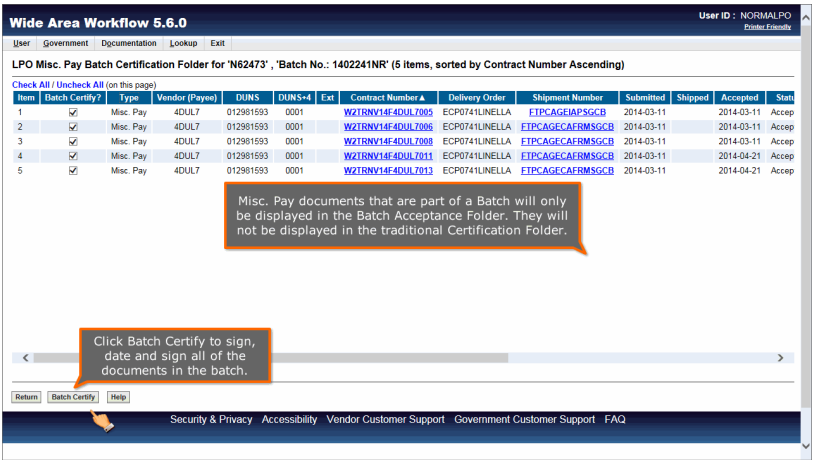 User ID : NORMALPO
Wide Area Workflow 5.6.0
Printer Friendly
User Government Documentation Lookup Exit
LPO Misc. Pay Batch Certification Folder for 'N62473' , 'Batch No.: 1402241NR' (5 items, sorted by Contract Number Ascending)
Check All / Uncheck All (on this page)
Item Batch Certify? Type Vendor (Payee) DUNS DUNS+4 Ext Contract Number▲ Delivery Order Shipment Number Submitted Shipped Accepted Statu
1 Misc. Pay 4DUL7 012981593 0001 W2TRNV14F4DUL7005 ECP0741LINELLA FTPCAGEIAPSGCB 2014-03-11 2014-03-11 Accep
2 Misc. Pay 4DUL7 012981593 0001 W2TRNV14F4DUL7006 ECP0741LINELLA FTPCAGECAFRMSGCB 2014-03-11 2014-03-11 Accep
3 Misc. Pay 4DUL7 012981593 0001 W2TRNV14F4DUL7008 ECP0741LINELLA FTPCAGECAFRMSGCB 2014-03-11 2014-03-11 Accep
4 Misc. Pay 4DUL7 012981593 0001 W2TRNV14F4DUL7011 ECP0741LINELLA FTPCAGECAFRMSGCB 2014-03-11 2014-04-21 Accep
5 Misc. Pay 4DUL7 012981593 0001 W2TRNV14F4DUL7013 ECP0741LINELLA FTPCAGECAFRMSGCB 2014-03-11 2014-04-21 Accep
Misc. Pay documents that are part of a Batch will only
be displayed in the Batch Acceptance Folder. They will
not be displayed in the traditional Certification Folder.
Click Batch Certify to sign,
date and sign all of the
documents in the batch.
Return Batch Certify Help
Security & Privacy Accessibility Vendor Customer Support Government Customer Support FAQ